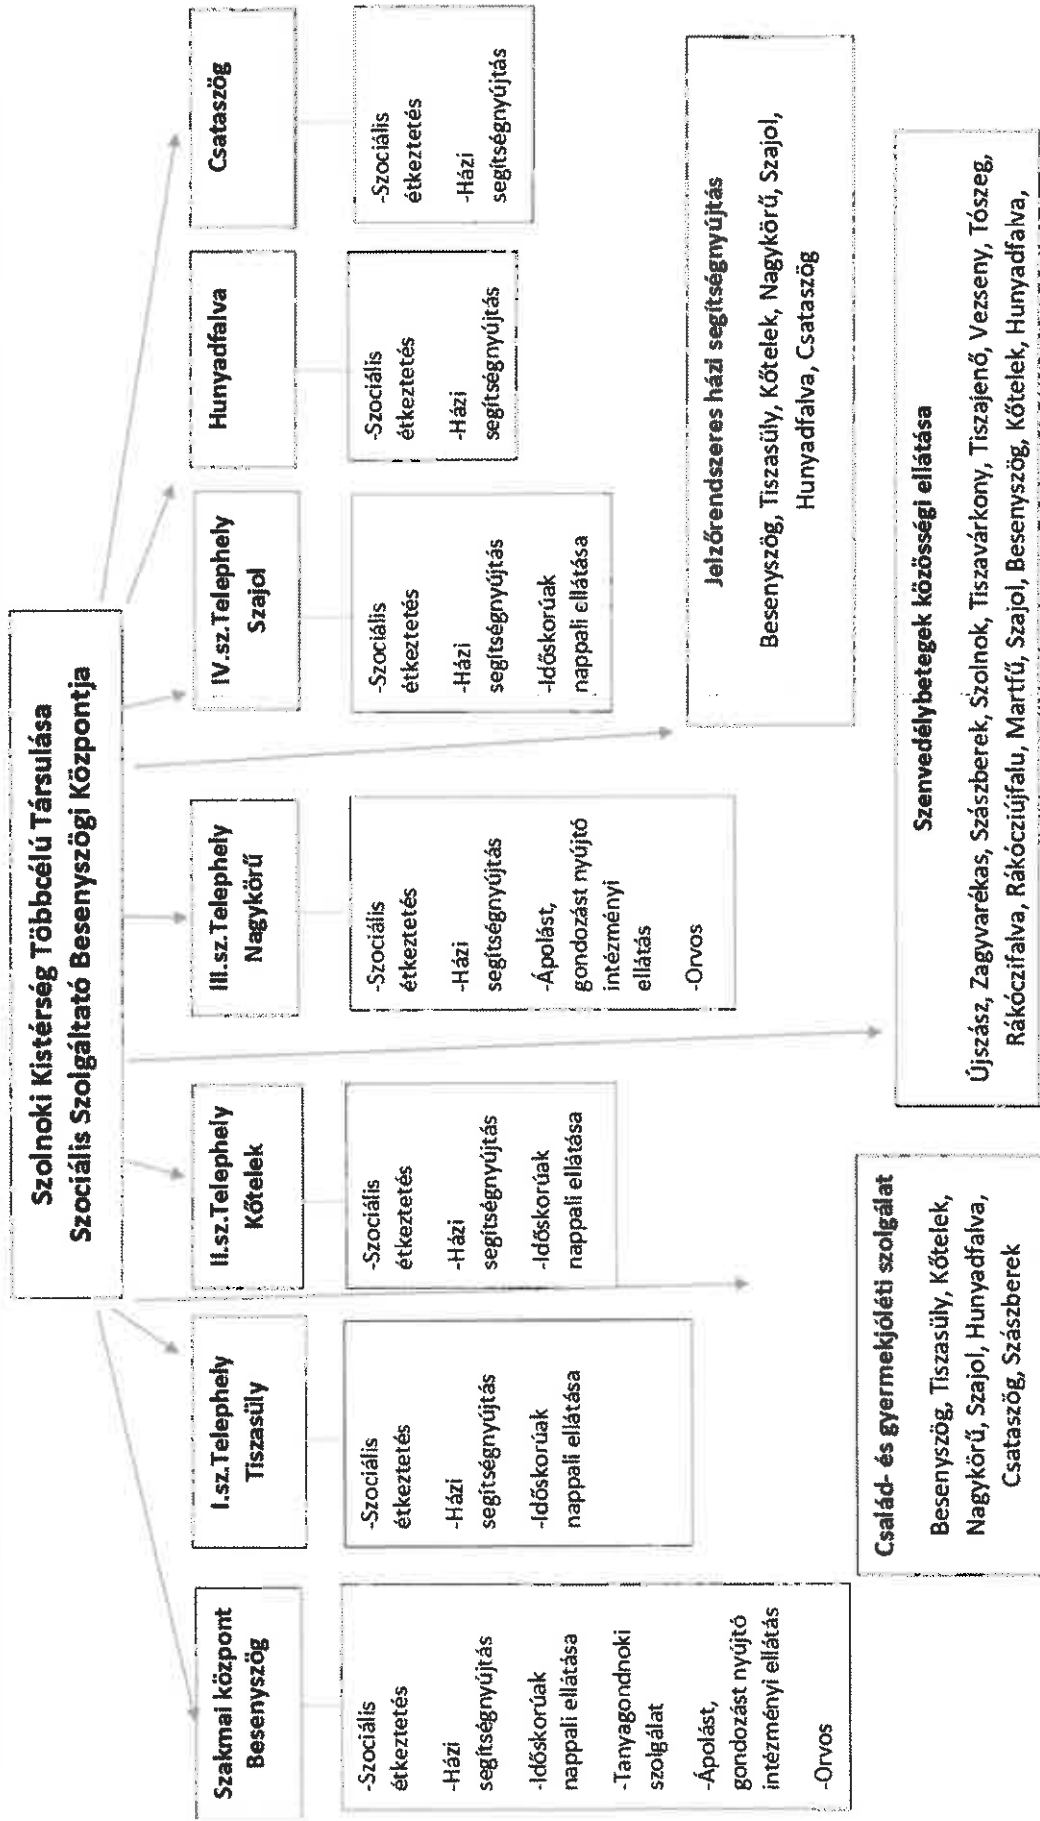 Szolnoki Kistérség Többcélú Társulása
Szociális Szolgáltató Besenyszögi Központja
Szakmai központ
Besenyszög
-Szociális
étkeztetés
-Házi
segítségnyújtás
-Időskorúak
nappali ellátása
-Tanyagondnoki
szolgálat
-Ápolást,
gondozást nyújtó
intézményi ellátás
-Orvos
I.sz.Telephely
Tiszasüly
-Szociális
étkeztetés
-Házi
segítségnyújtás
-Időskorúak
nappali ellátása
II.sz.Telephely
Kőtelek
-Szociális
étkeztetés
-Házi
segítségnyújtás
-Időskorúak
nappali ellátása
III.sz.Telephely
Nagykörű
-Szociális
étkeztetés
-Házi
segítségnyújtás
-Ápolást,
gondozást nyújtó
intézményi
ellátás
-Orvos
IV.sz.Telephely
Szajol
-Szociális
étkeztetés
-Házi
segítségnyújtás
-Időskorúak
nappali ellátása
Hunyadfalva
-Szociális
étkeztetés
-Házi
segítségnyújtás
Csataszög
-Szociális
étkeztetés
-Házi
segítségnyújtás
Család- és gyermekjóléti szolgálat
Besenyszög, Tiszasüly, Kőtelek,
Nagykörű, Szajol, Hunyadfalva,
Csataszög, Szászberek
Szenvedélybetegek közösségi ellátása
Újszász, Zagyvarékas, Szászberek, Szolnok, Tiszavárkony, Tiszajenő, Vezseny, Tószeg,
Rákóczifalva, Rákócziújfalu, Martfű, Szajol, Besenyszög, Kőtelek, Hunyadfalva,
Jelzőrendszeres házi segítségnyújtás
Besenyszög, Tiszasüly, Kőtelek, Nagykörű, Szajol,
Hunyadfalva, Csataszög